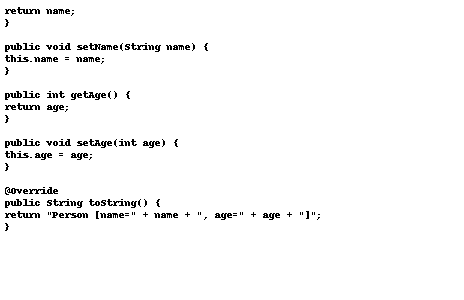 return name;
}
public void setName(String name) {
this.name = name;
}
public int getAge() {
return age;
}
public void setAge(int age) {
this.age = age;
}
@Override
public String toString() {
return "Person [name=" + name + ", age=" + age + "]";
}